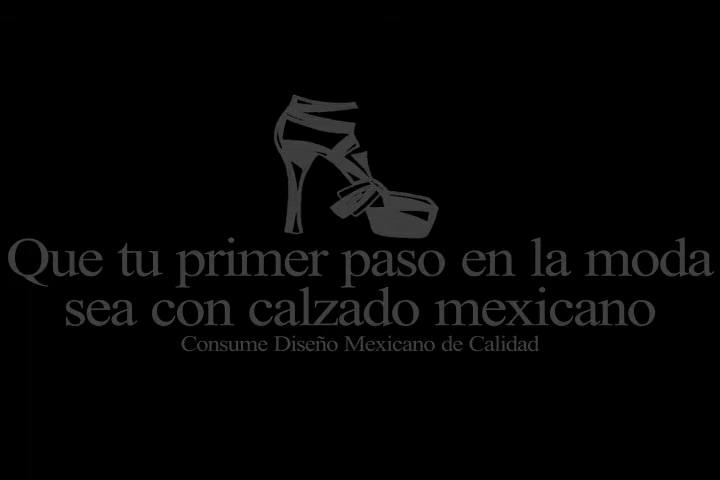 Que tu primer paso en la moda
sea con calzado mexicano
Consume Diseño Mexicano de Calidad